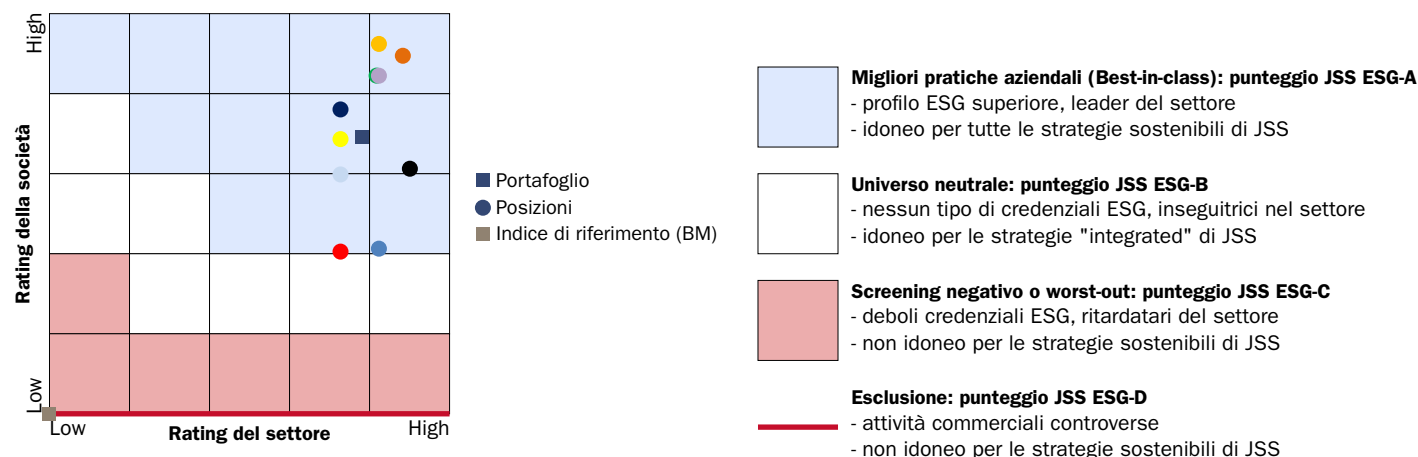 High
Rating della società
Low
Low
Rating del settore
High
Portafoglio
Posizioni
Indice di riferimento (BM)
Migliori pratiche aziendali (Best-in-class): punteggio JSS ESG-A
- profilo ESG superiore, leader del settore
- idoneo per tutte le strategie sostenibili di JSS
Universo neutrale: punteggio JSS ESG-B
- nessun tipo di credenziali ESG, inseguitrici nel settore
- idoneo per le strategie "integrated" di JSS
Screening negativo o worst-out: punteggio JSS ESG-C
- deboli credenziali ESG, ritardatari del settore
- non idoneo per le strategie sostenibili di JSS
Esclusione: punteggio JSS ESG-D
- attività commerciali controverse
- non idoneo per le strategie sostenibili di JSS